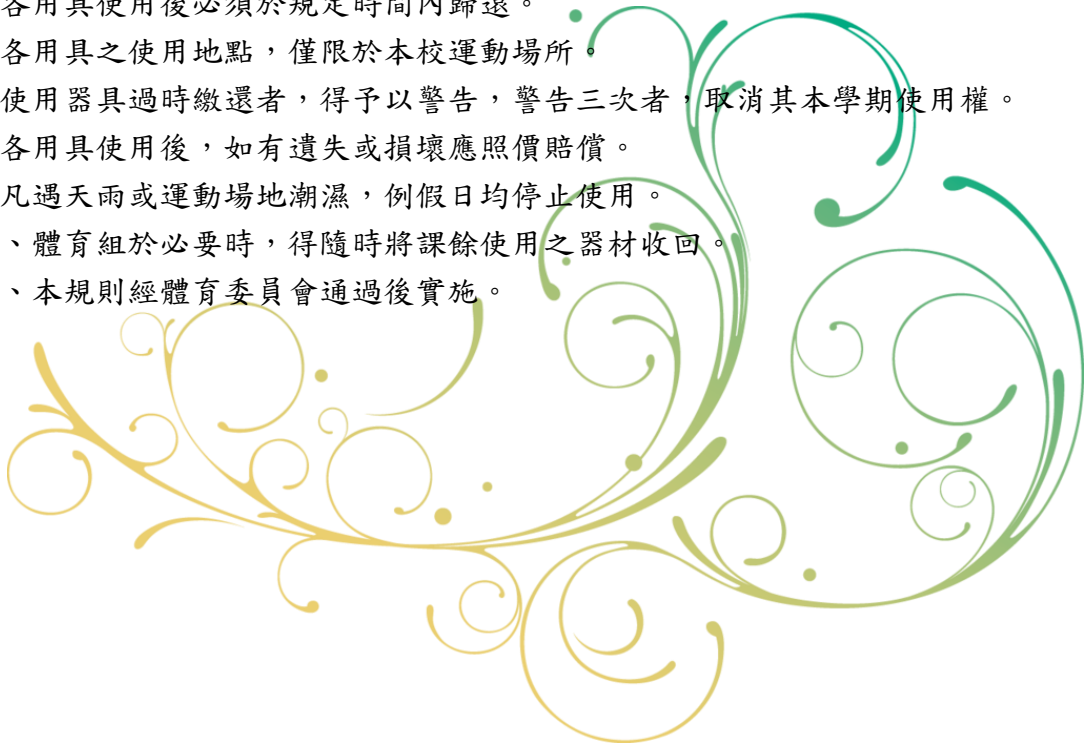 各用具使用後必須於規定時間內歸還。
各用具之使用地點，僅限於本校運動場所。
使用器具過時繳還者，得予以警告，警告三次者，取消其本學期使用權。
各用具使用後，如有遺失或損壞應照價賠償。
凡遇天雨或運動場地潮濕，例假日均停止使用。
、體育組於必要時，得隨時將課餘使用之器材收回。
、本規則經體育委員會通過後實施。